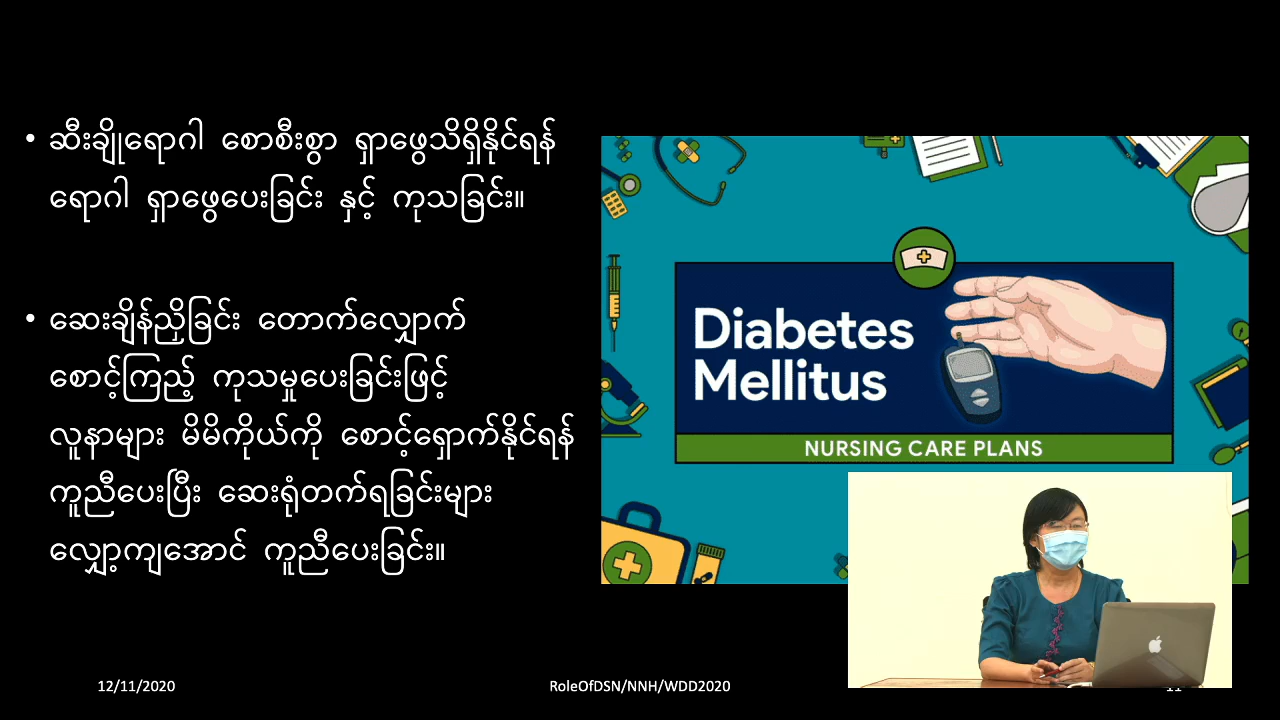 • ဆီးချိုရောဂါ စောစီးစွာ ရှာဖွေသိရှိနိုင်ရန်
ရောဂါ ရှာဖွေပေးခြင်း နှင့် ကုသခြင်း။
• ဆေးချိန်ညှိခြင်း တောက်လျှောက်
စောင့်ကြည့် ကုသမှုပေးခြင်းဖြင့်
လူနာများ မိမိကိုယ်ကို စောင့်ရှောက်နိုင်ရန်
ကူညီပေးပြီး ဆေးရုံတက်ရခြင်းများ
လျှော့ကျအောင် ကူညီပေးခြင်း။
Diabetes
Mellitus
NURSING CARE PLANS
12/11/2020
RoleOfDSN/NNH/WDD2020